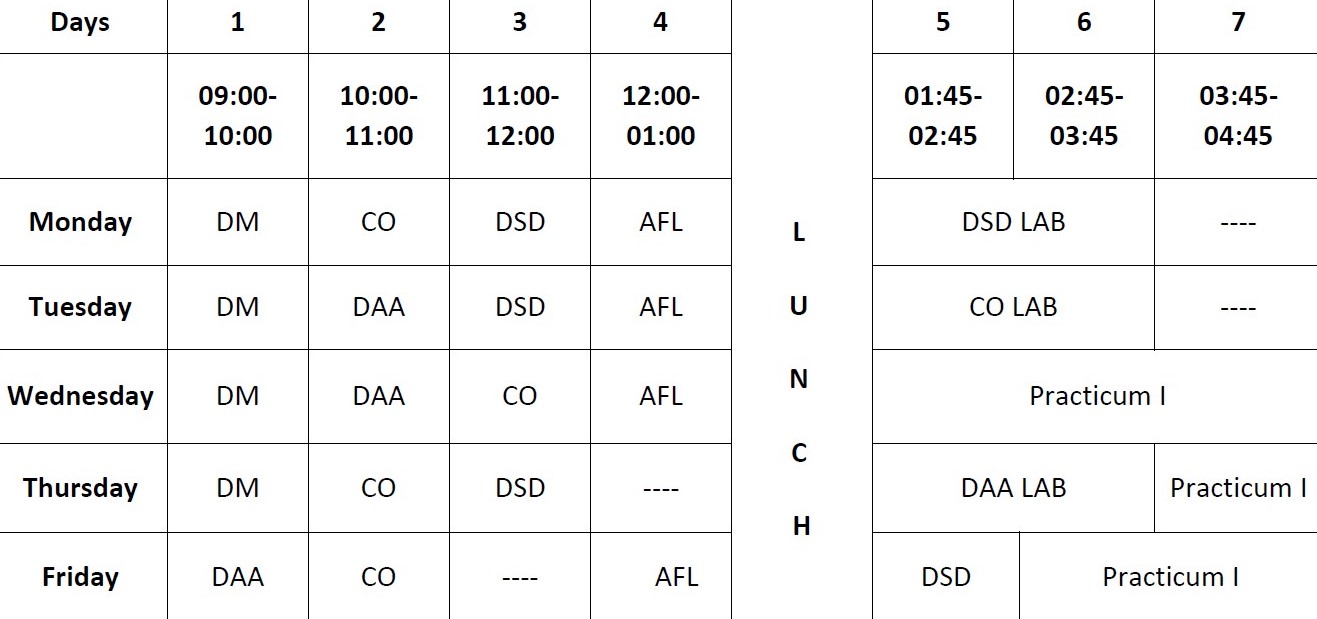 Days 1 2 3 4 5 6 7
09:00- 10:00- 11:00- 12:00- 01:45- 02:45- 03:45-
10:00 11:00 12:00 01:00 02:45 03:45 04:45
Monday DM CO DSD AFL L DSD LAB ----
Tuesday DM DAA DSD AFL U CO LAB ----
Wednesday DM DAA CO AFL N Practicum I
Thursday DM CO DSD ---- C DAA LAB Practicum I
Friday DAA CO ---- AFL H DSD Practicum I